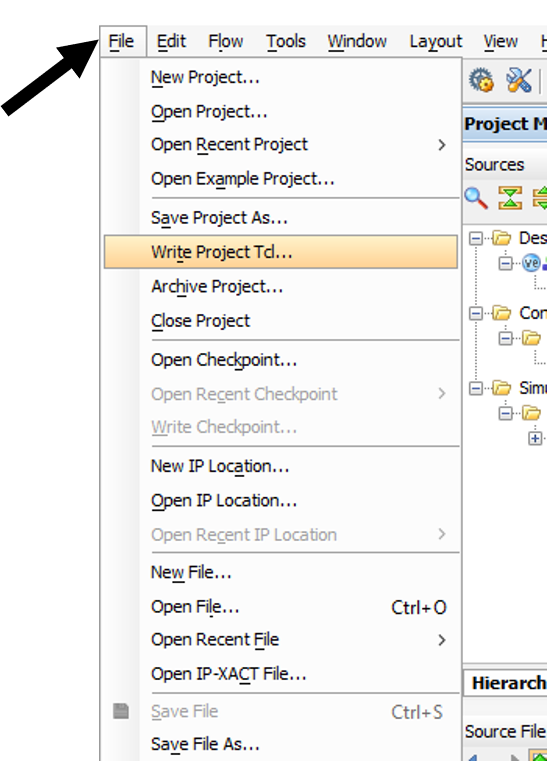 File Edit Flow Tools Window Layout View
New Project...
Open Project...
Open Recent Project
Open Example Project...
Save Project As...
Write Project Tcl...
Archive Project...
Close Project
Open Checkpoint...
Open Recent Checkpoint
Write Checkpoint...
New IP Location...
Open IP Location...
Open Recent IP Location
New File...
Open File... Ctrl+O
Open Recent File
Open IP-XACT File...
Save File Ctrl+S
Save File As...
Project M
Sources
Des
Con
Simu
Hierarch
Source File